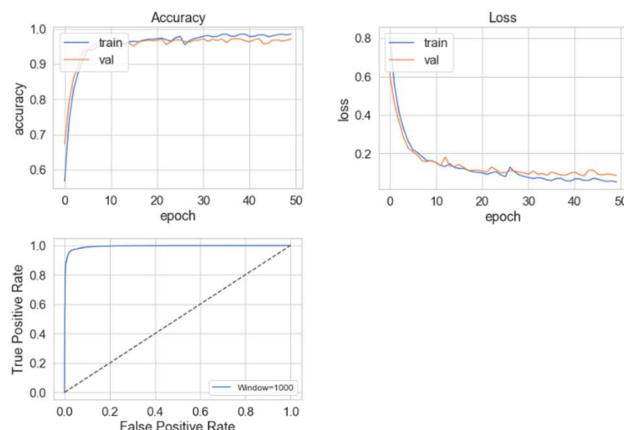 Accuracy
1.0
0.9
0.8
0.7
0.6
accuracy
train
val
0 10 20 30 40 50
epoch
Loss
0.8
0.6
0.4
0.2
loss
train
val
0 10 20 30 40 50
epoch
1.0
0.8
0.6
0.4
0.2
0.0
True Positive Rate
Window=1000
0.0 0.2 0.4 0.6 0.8 1.0
False Positive Rate